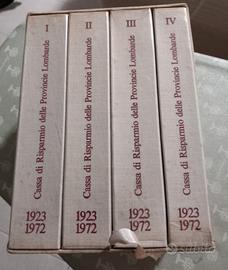 I
Cassa di Risparmio delle Provincie Lombarde
1923
1972
II
Cassa di Risparmio delle Provincie Lombarde
1923
1972
III
Cassa di Risparmio delle Provincie Lombarde
1923
1972
IV
Cassa di Risparmio delle Provincie Lombarde
1923
1972
subito